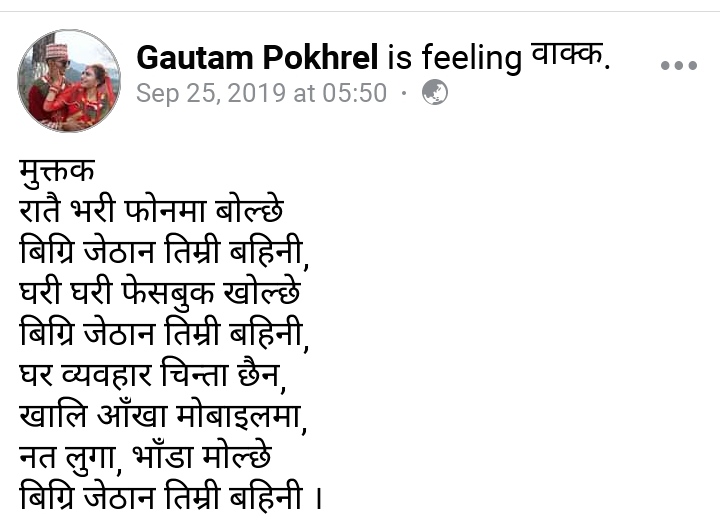 Gautam Pokhrel is feeling वाक्क.
Sep 25, 2019 at 05:50 ·
मुक्तक
रातै भरी फोनमा बोल्छे
बिग्रि जेठान तिम्री बहिनी,
घरी घरी फेसबुक खोल्छे
बिग्रि जेठान तिम्री बहिनी,
घर व्यवहार चिन्ता छैन,
खालि आँखा मोबाइलमा,
नत लुगा, भाँडा मोल्छे
बिग्रि जेठान तिम्री बहिनी ।